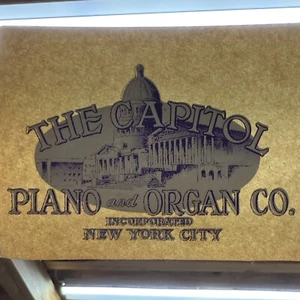 THE CAPITOL
PIANO and ORGAN CO.
INCORPORATED
NEW YORK CITY